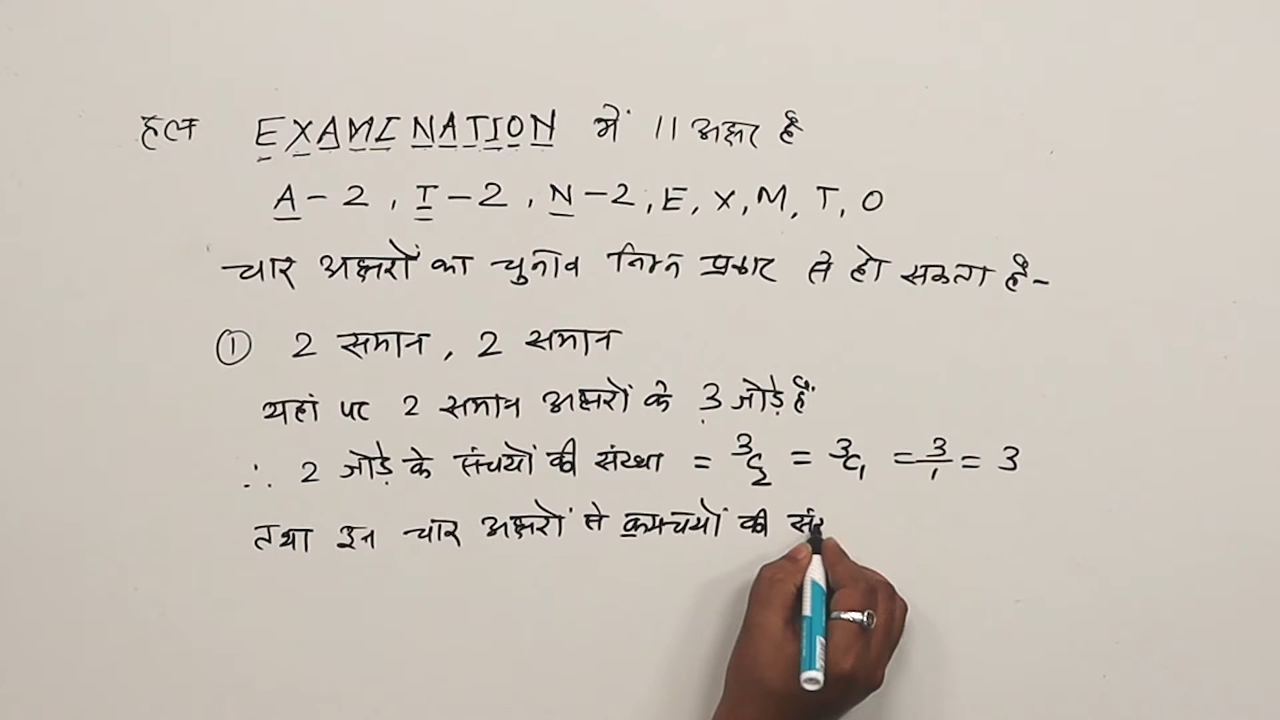 हल EXAMINATION में 11 अक्षर हैं
A-2, I-2, N-2, E, X, M, T, O
चार अक्षरों का चुनाव निम्न प्रकार से हो सकता है-
① 2 समान, 2 समान
यहां पर 2 समान अक्षरों के 3 जोड़े हैं
∴ 2 जोड़े के संचयों की संख्या = ³C₂ = ³C₁ = 3/1 = 3
तथा इन चार अक्षरों से क्रमचयों की सं